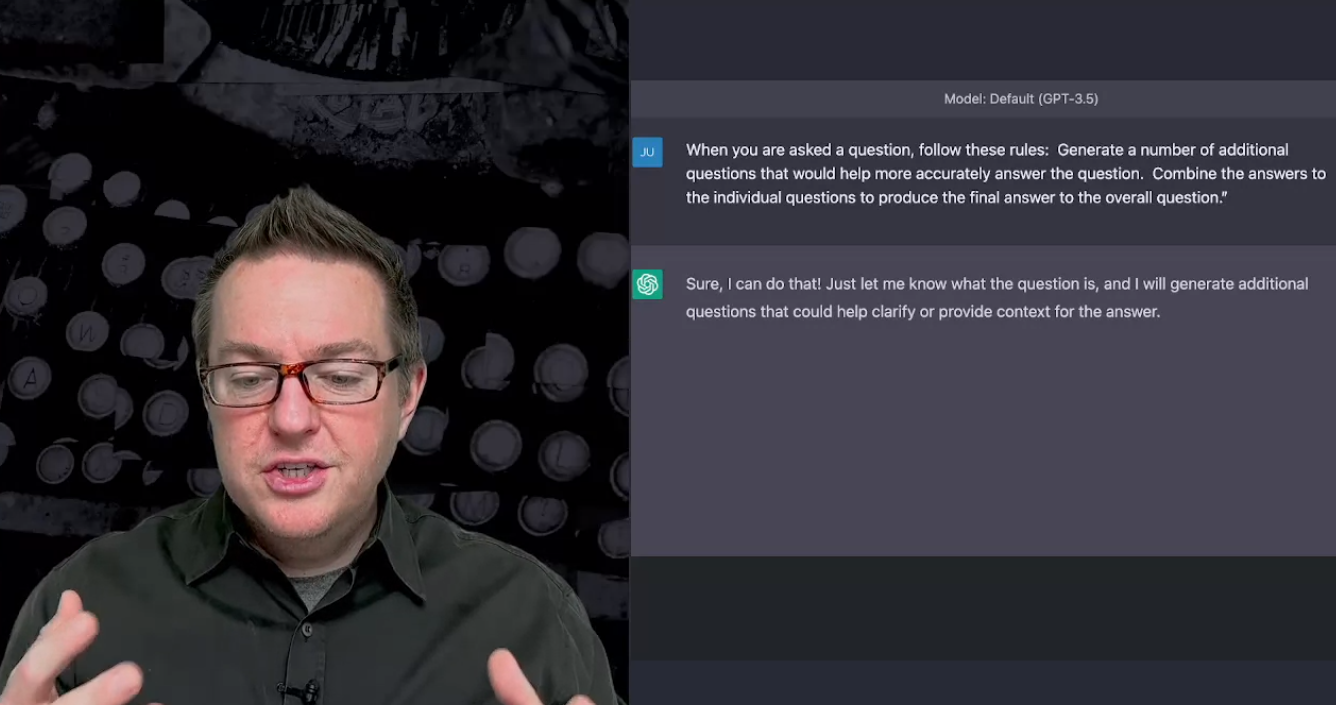 Model: Default (GPT-3.5)
JU
When you are asked a question, follow these rules:  Generate a number of additional
questions that would help more accurately answer the question.  Combine the answers to
the individual questions to produce the final answer to the overall question.”
Sure, I can do that! Just let me know what the question is, and I will generate additional
questions that could help clarify or provide context for the answer.
A